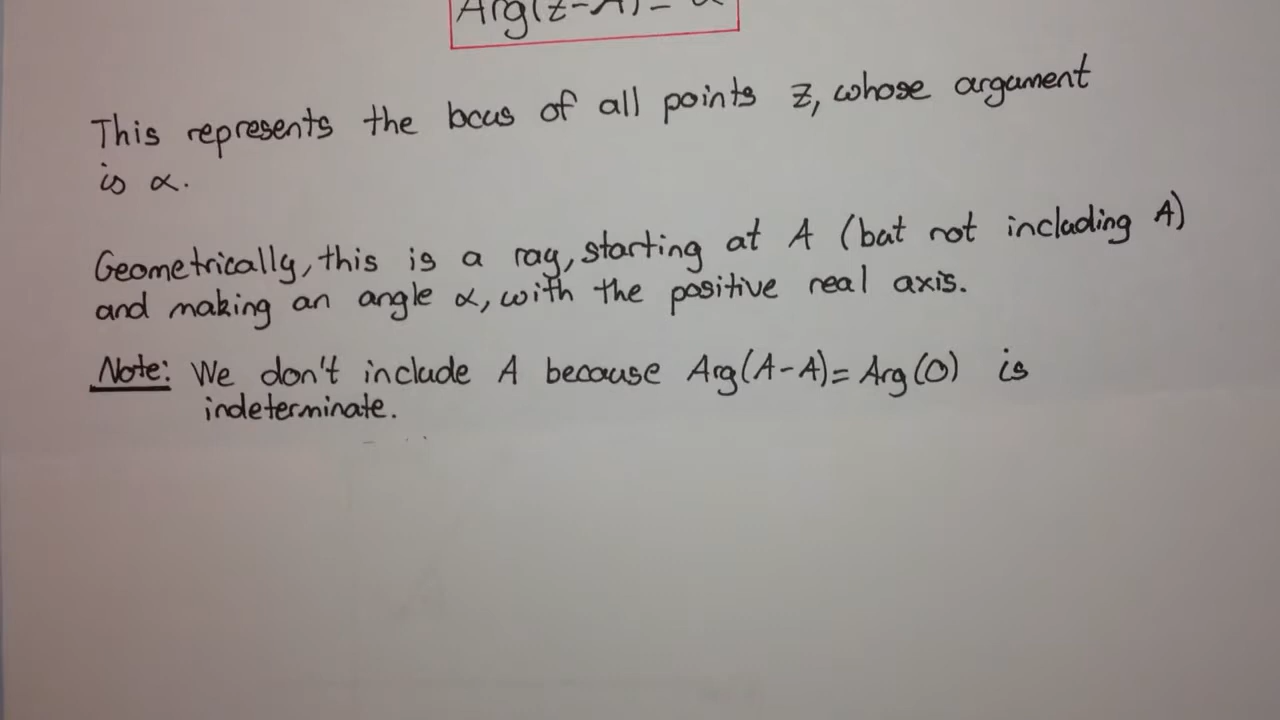 Arg(z-A) = α
This represents the locus of all points z, whose argument
is α.
Geometrically, this is a ray, starting at A (but not including A)
and making an angle α, with the positive real axis.
Note: We don't include A because Arg(A-A)= Arg(0) is
indeterminate.